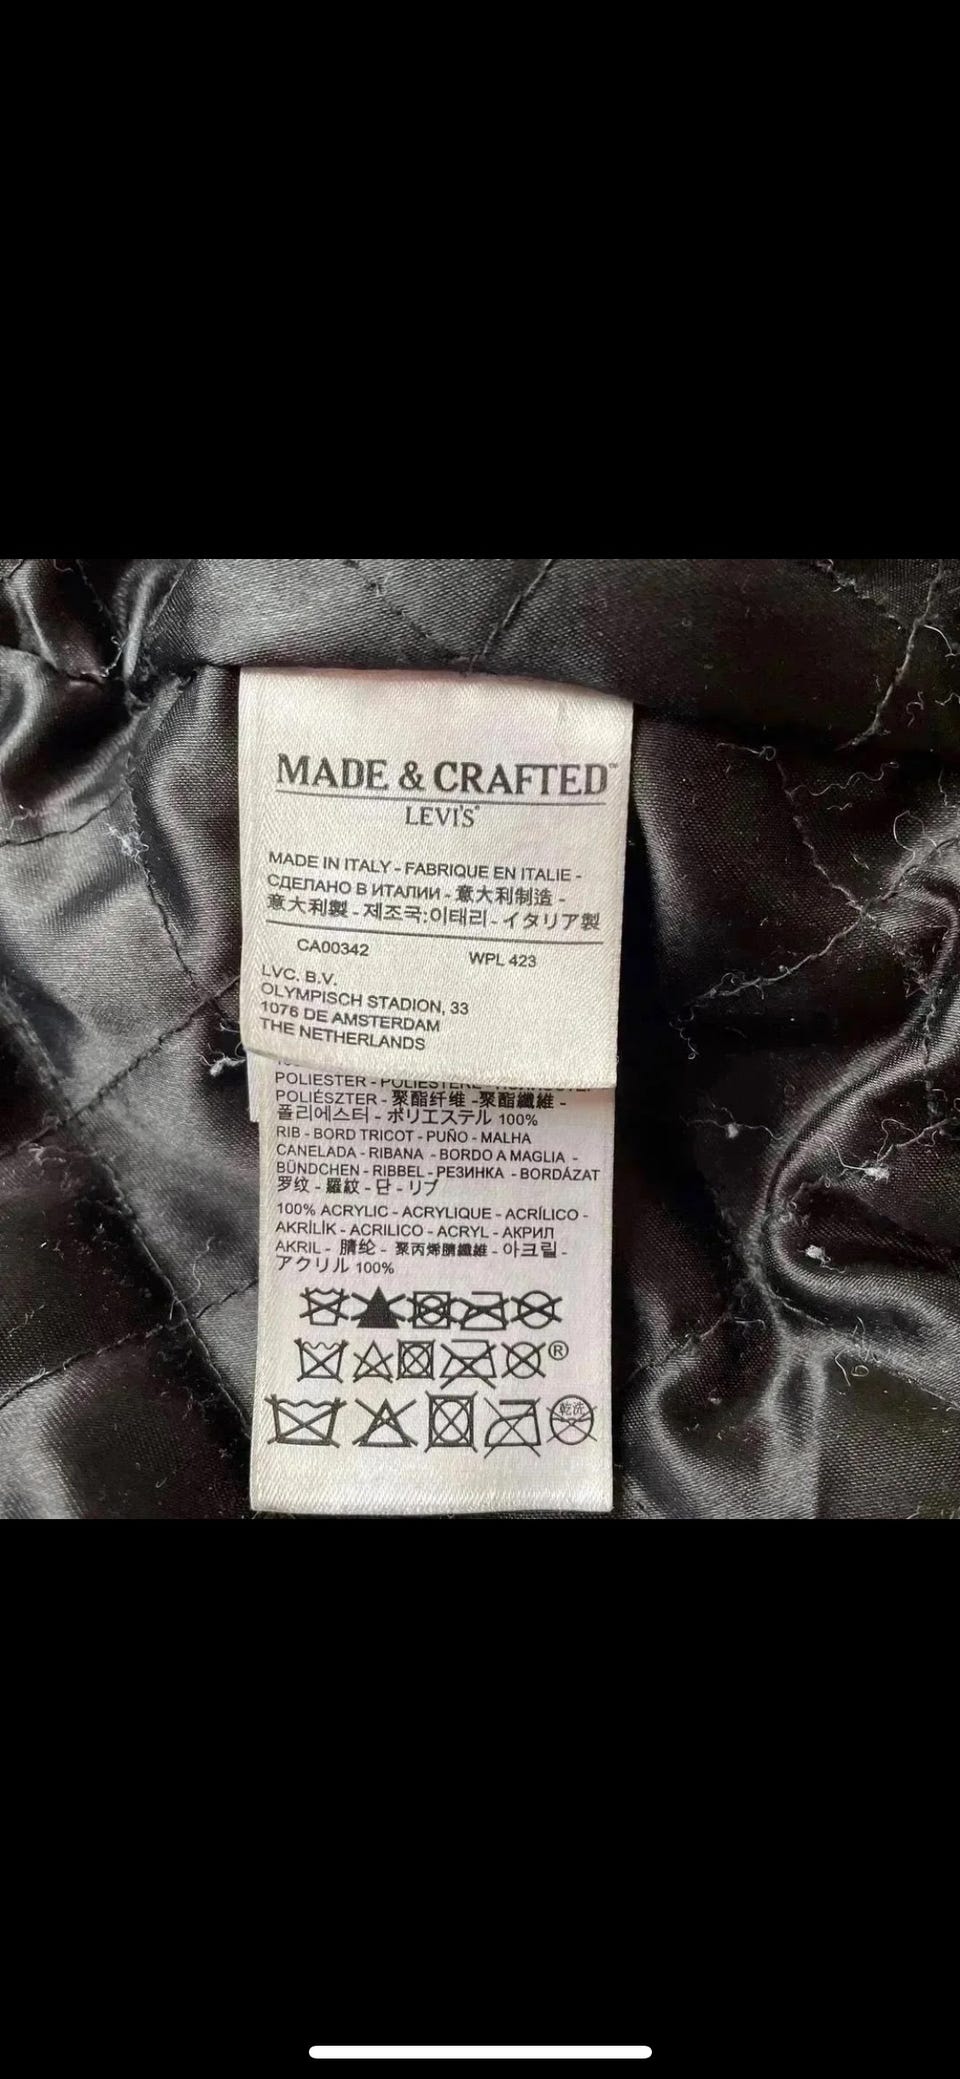 MADE & CRAFTED™
LEVI'S®
MADE IN ITALY - FABRIQUE EN ITALIE -
СДЕЛАНО В ИТАЛИИ - 意大利制造 -
意大利製 - 제조국:이태리 - イタリア製
CA00342 WPL 423
LVC. B.V.
OLYMPISCH STADION, 33
1076 DE AMSTERDAM
THE NETHERLANDS
POLIESTER - POLIESTERE
POLIÉSZTER - 聚酯纤维 -聚酯纖維 -
폴리에스터 - ポリエステル 100%
RIB - BORD TRICOT - PUÑO - MALHA
CANELADA - RIBANA - BORDO A MAGLIA -
BÜNDCHEN - RIBBEL - РЕЗИНКА - BORDÁZAT
罗纹 - 羅紋 - 단 - リブ
100% ACRYLIC - ACRYLIQUE - ACRÍLICO -
AKRİLİK - ACRILICO - ACRYL - АКРИЛ
AKRIL - 腈纶 - 聚丙烯腈纖維 - 아크릴 -
アクリル 100%
®
乾洗